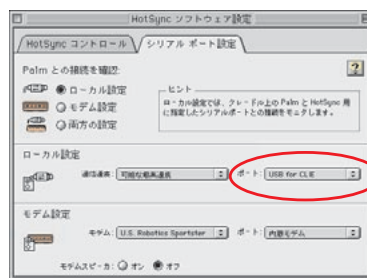 HotSync ソフトウェア設定
HotSync コントロール
シリアル ポート設定
Palm との接続を確認:
ローカル設定
モデム設定
両方の設定
ヒント
ローカル設定では、クレードル上の Palm と HotSync 用に指定したシリアルポートとの接続をモニタします。
ローカル設定
通信速度: 可能な最高速度
ポート: USB for CLIE
モデム設定
モデム: U.S. Robotics Sportster
ポート: 内蔵モデム
モデムスピーカ: オン オフ